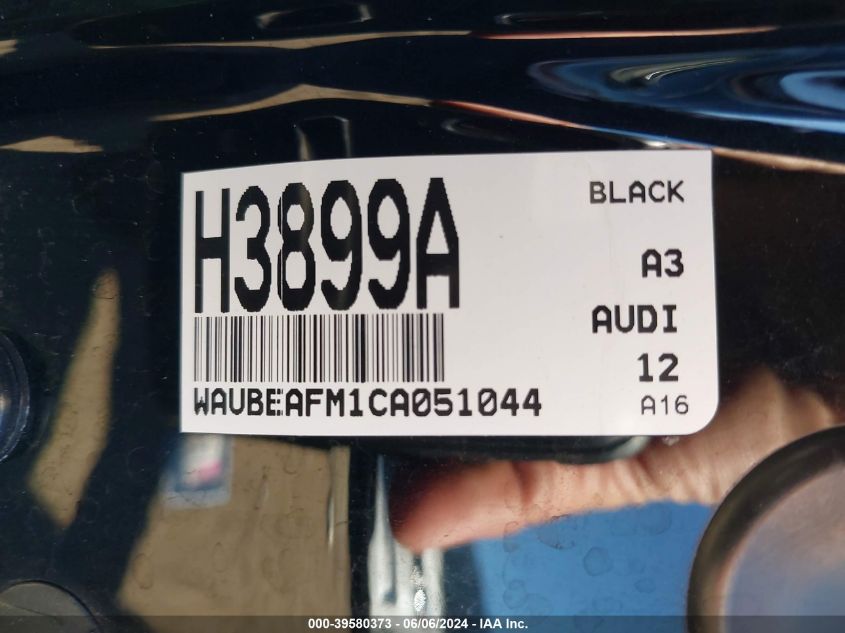 H3899A
BLACK
A3
AUDI
12
WAUBEAFM1CA051044
A16
000-39580373 - 06/06/2024 - IAA Inc.